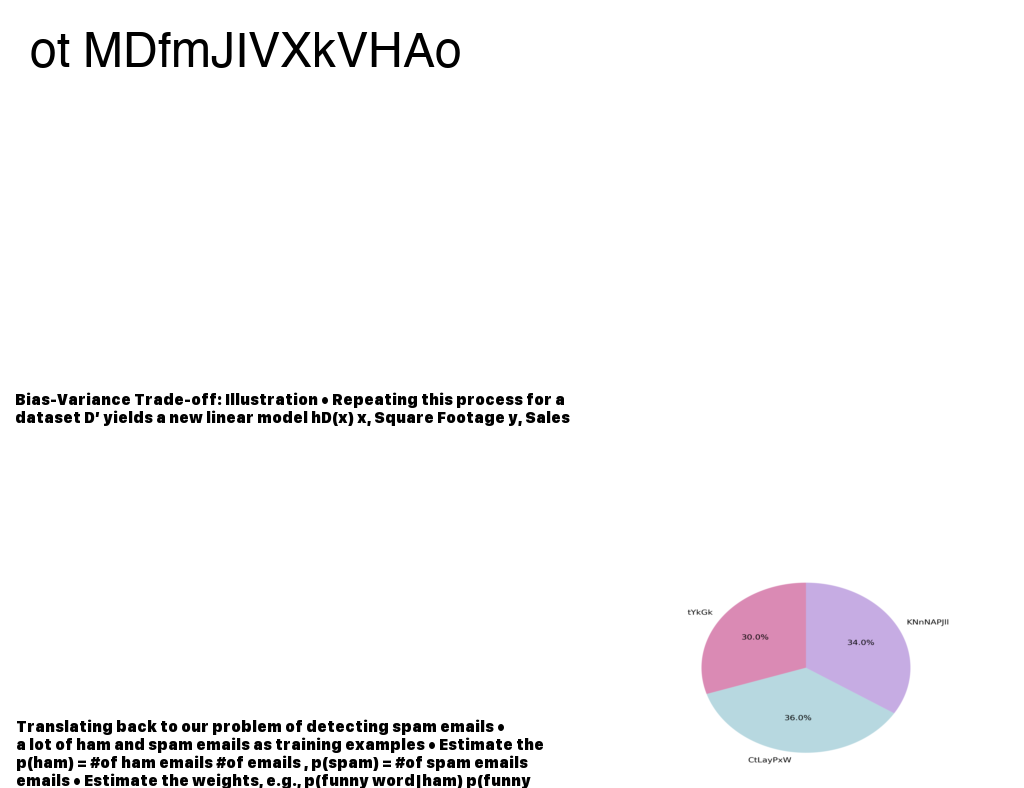 ot MDfmJIVXkVHAo
Bias-Variance Trade-off: Illustration • Repeating this process for a
dataset D’ yields a new linear model hD(x) x, Square Footage y, Sales
tYkGk
30.0%
KNnNAPJII
34.0%
36.0%
CtLayPxW
Translating back to our problem of detecting spam emails •
a lot of ham and spam emails as training examples • Estimate the
p(ham) = #of ham emails #of emails , p(spam) = #of spam emails
emails • Estimate the weights, e.g., p(funny word|ham) p(funny